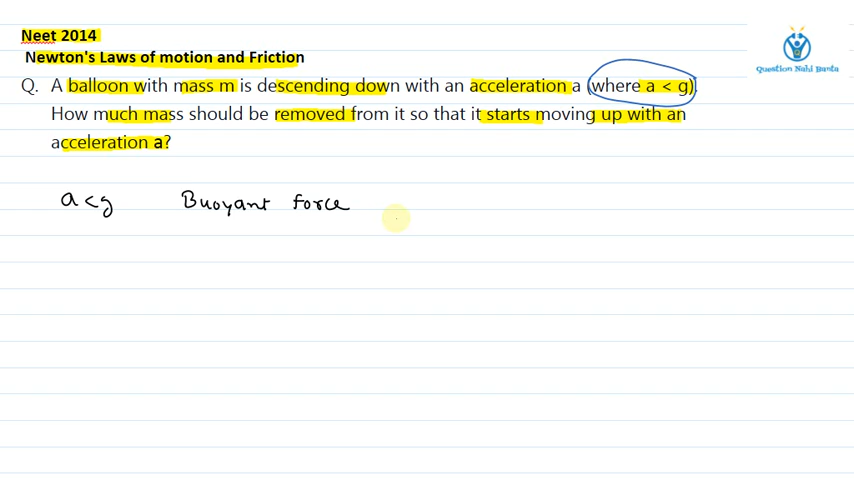 Neet 2014
Newton's Laws of motion and Friction
Q. A balloon with mass m is descending down with an acceleration a (where a < g).
How much mass should be removed from it so that it starts moving up with an
acceleration a?
a < g Buoyant force
Question Nahi Banta